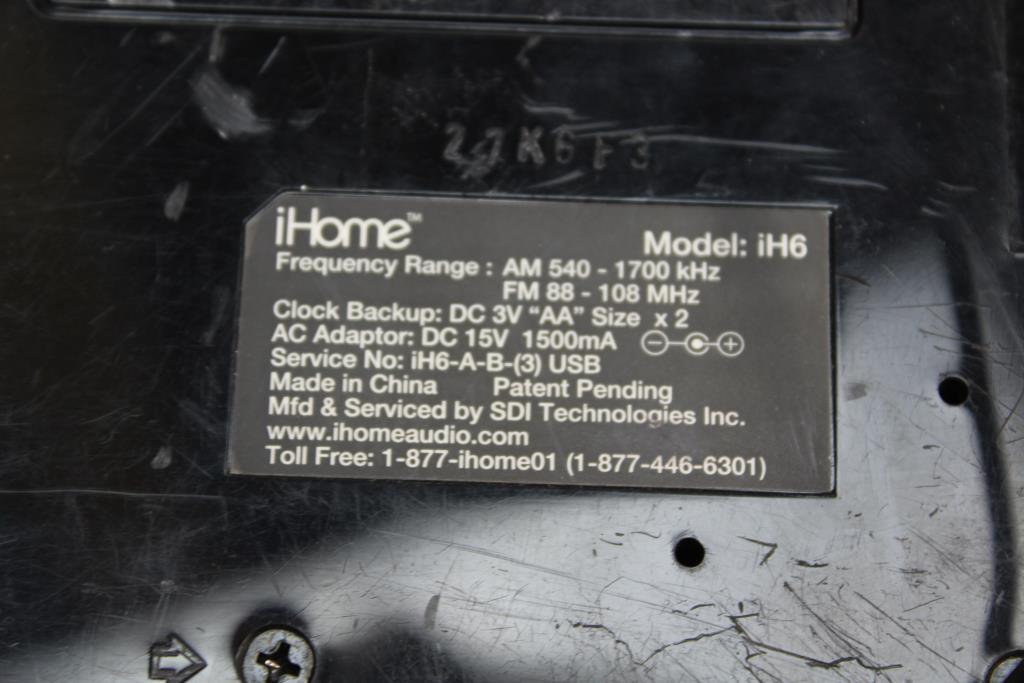 iHome™
Model: iH6
Frequency Range : AM 540 - 1700 kHz
FM 88 - 108 MHz
Clock Backup: DC 3V "AA" Size x 2
AC Adaptor: DC 15V 1500mA
Service No: iH6-A-B-(3) USB
Made in China Patent Pending
Mfd & Serviced by SDI Technologies Inc.
www.ihomeaudio.com
Toll Free: 1-877-ihome01 (1-877-446-6301)